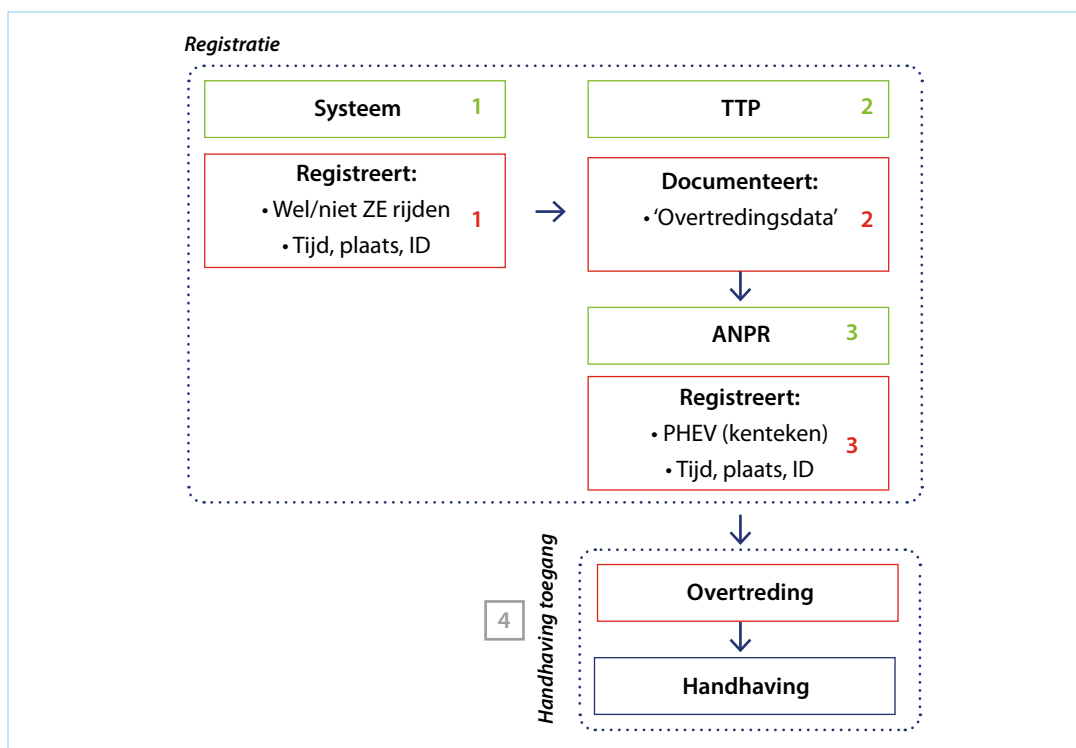 Registratie
Systeem 1
Registreert:
• Wel/niet ZE rijden
• Tijd, plaats, ID
1
TTP 2
Documenteert:
• ‘Overtredingsdata’
2
ANPR 3
Registreert:
• PHEV (kenteken)
• Tijd, plaats, ID
3
4
Handhaving toegang
Overtreding
Handhaving